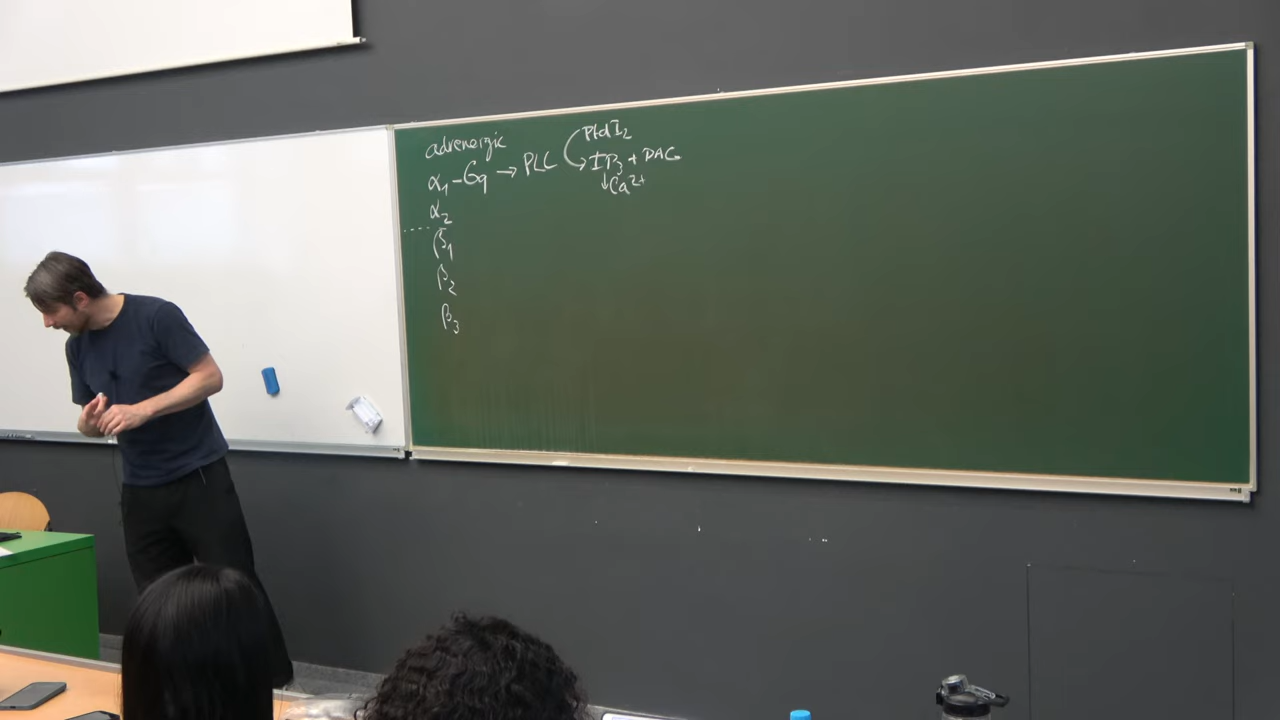 adrenergic
PtdI₂
α₁ – Gq → PLC → IP₃ + DAG
↓ Ca²⁺
α₂
β₁
β₂
β₃